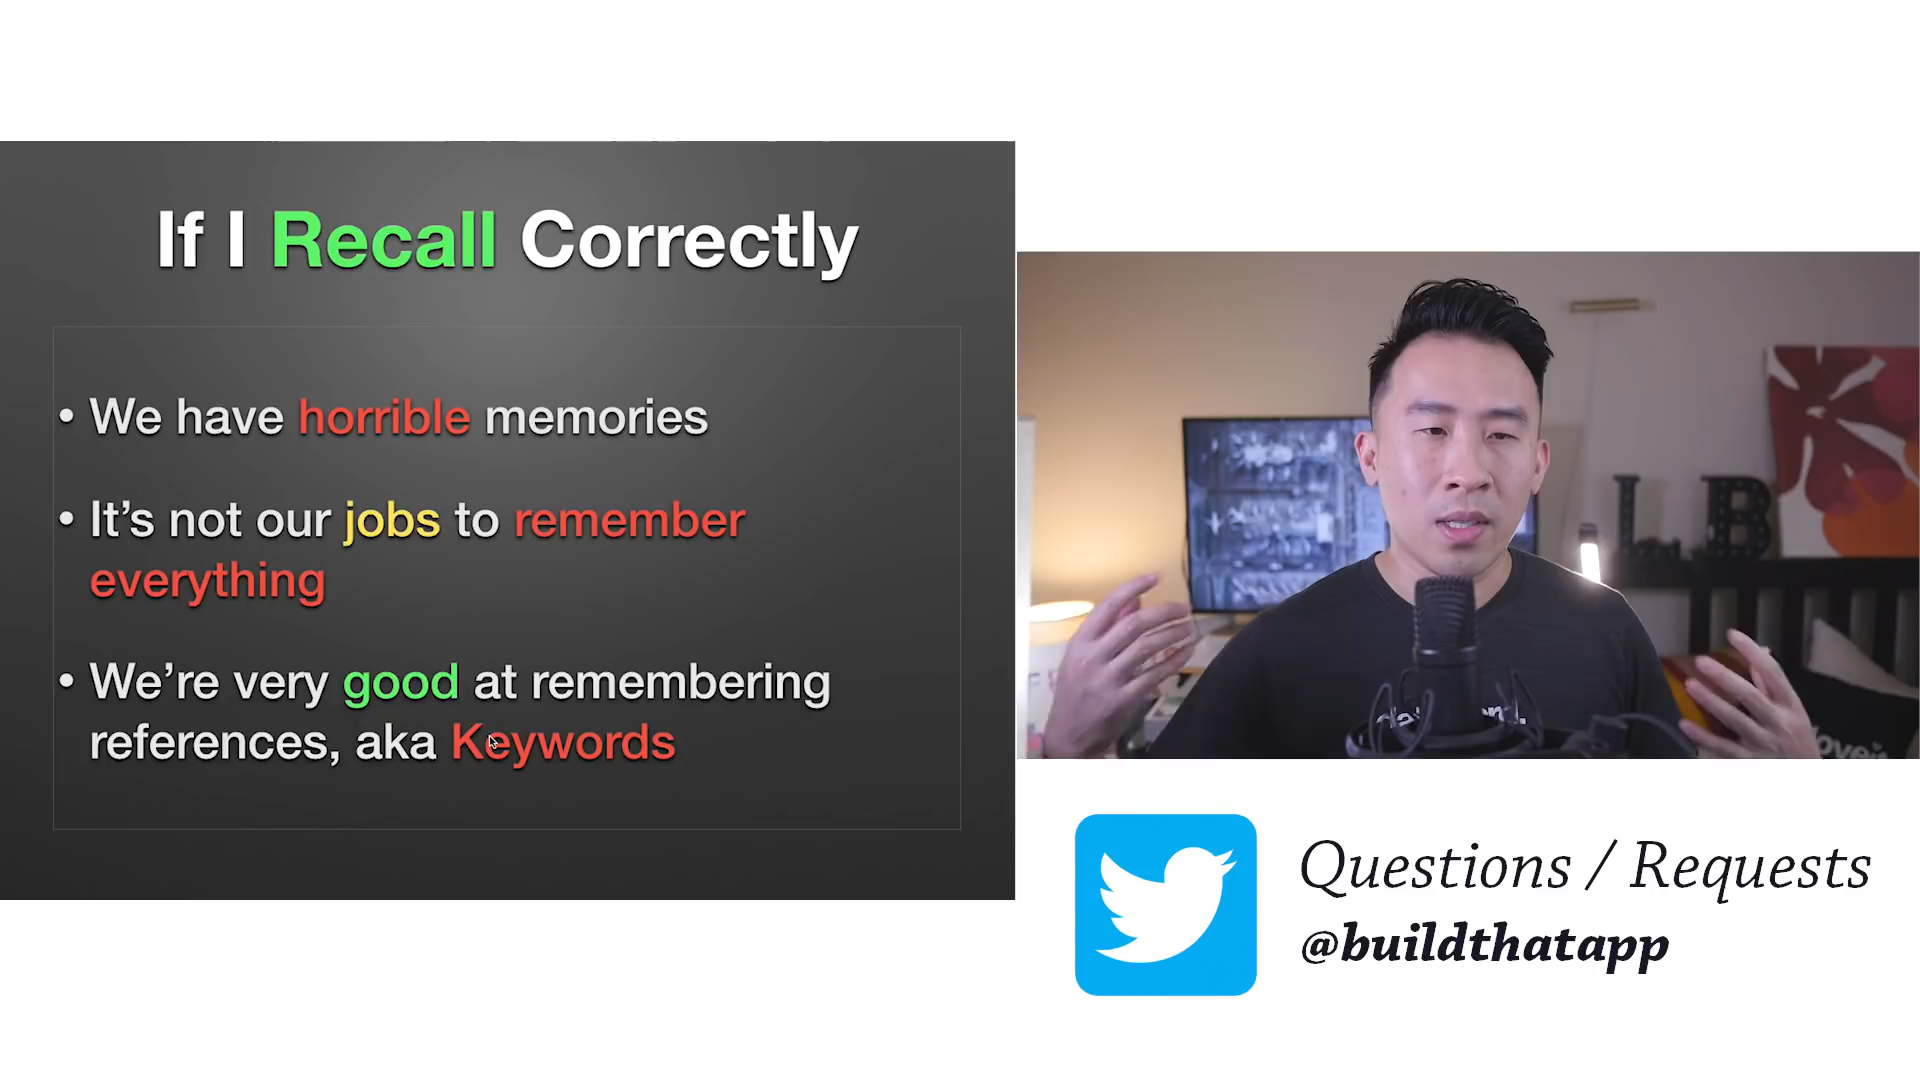 If I Recall Correctly
• We have horrible memories
• It's not our jobs to remember
everything
• We're very good at remembering
references, aka Keywords
L B
love
Questions / Requests
@buildthatapp